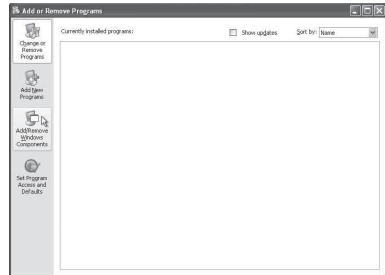 Add or Remove Programs
Currently installed programs:
Show updates
Sort by: Name
Change or
Remove
Programs
Add New
Programs
Add/Remove
Windows
Components
Set Program
Access and
Defaults